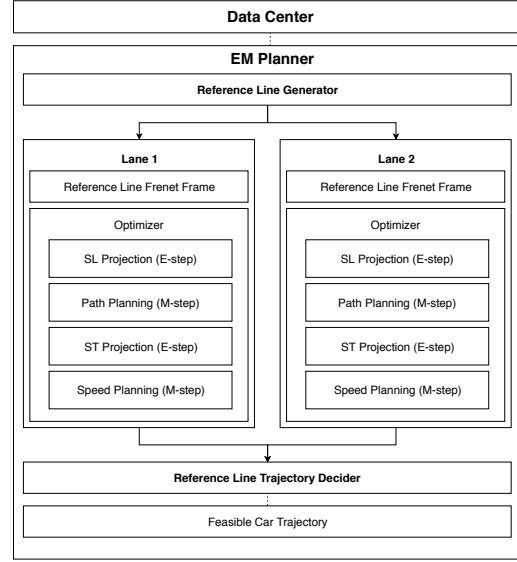 Data Center
EM Planner
Reference Line Generator
Lane 1
Reference Line Frenet Frame
Optimizer
SL Projection (E-step)
Path Planning (M-step)
ST Projection (E-step)
Speed Planning (M-step)
Lane 2
Reference Line Frenet Frame
Optimizer
SL Projection (E-step)
Path Planning (M-step)
ST Projection (E-step)
Speed Planning (M-step)
Reference Line Trajectory Decider
Feasible Car Trajectory